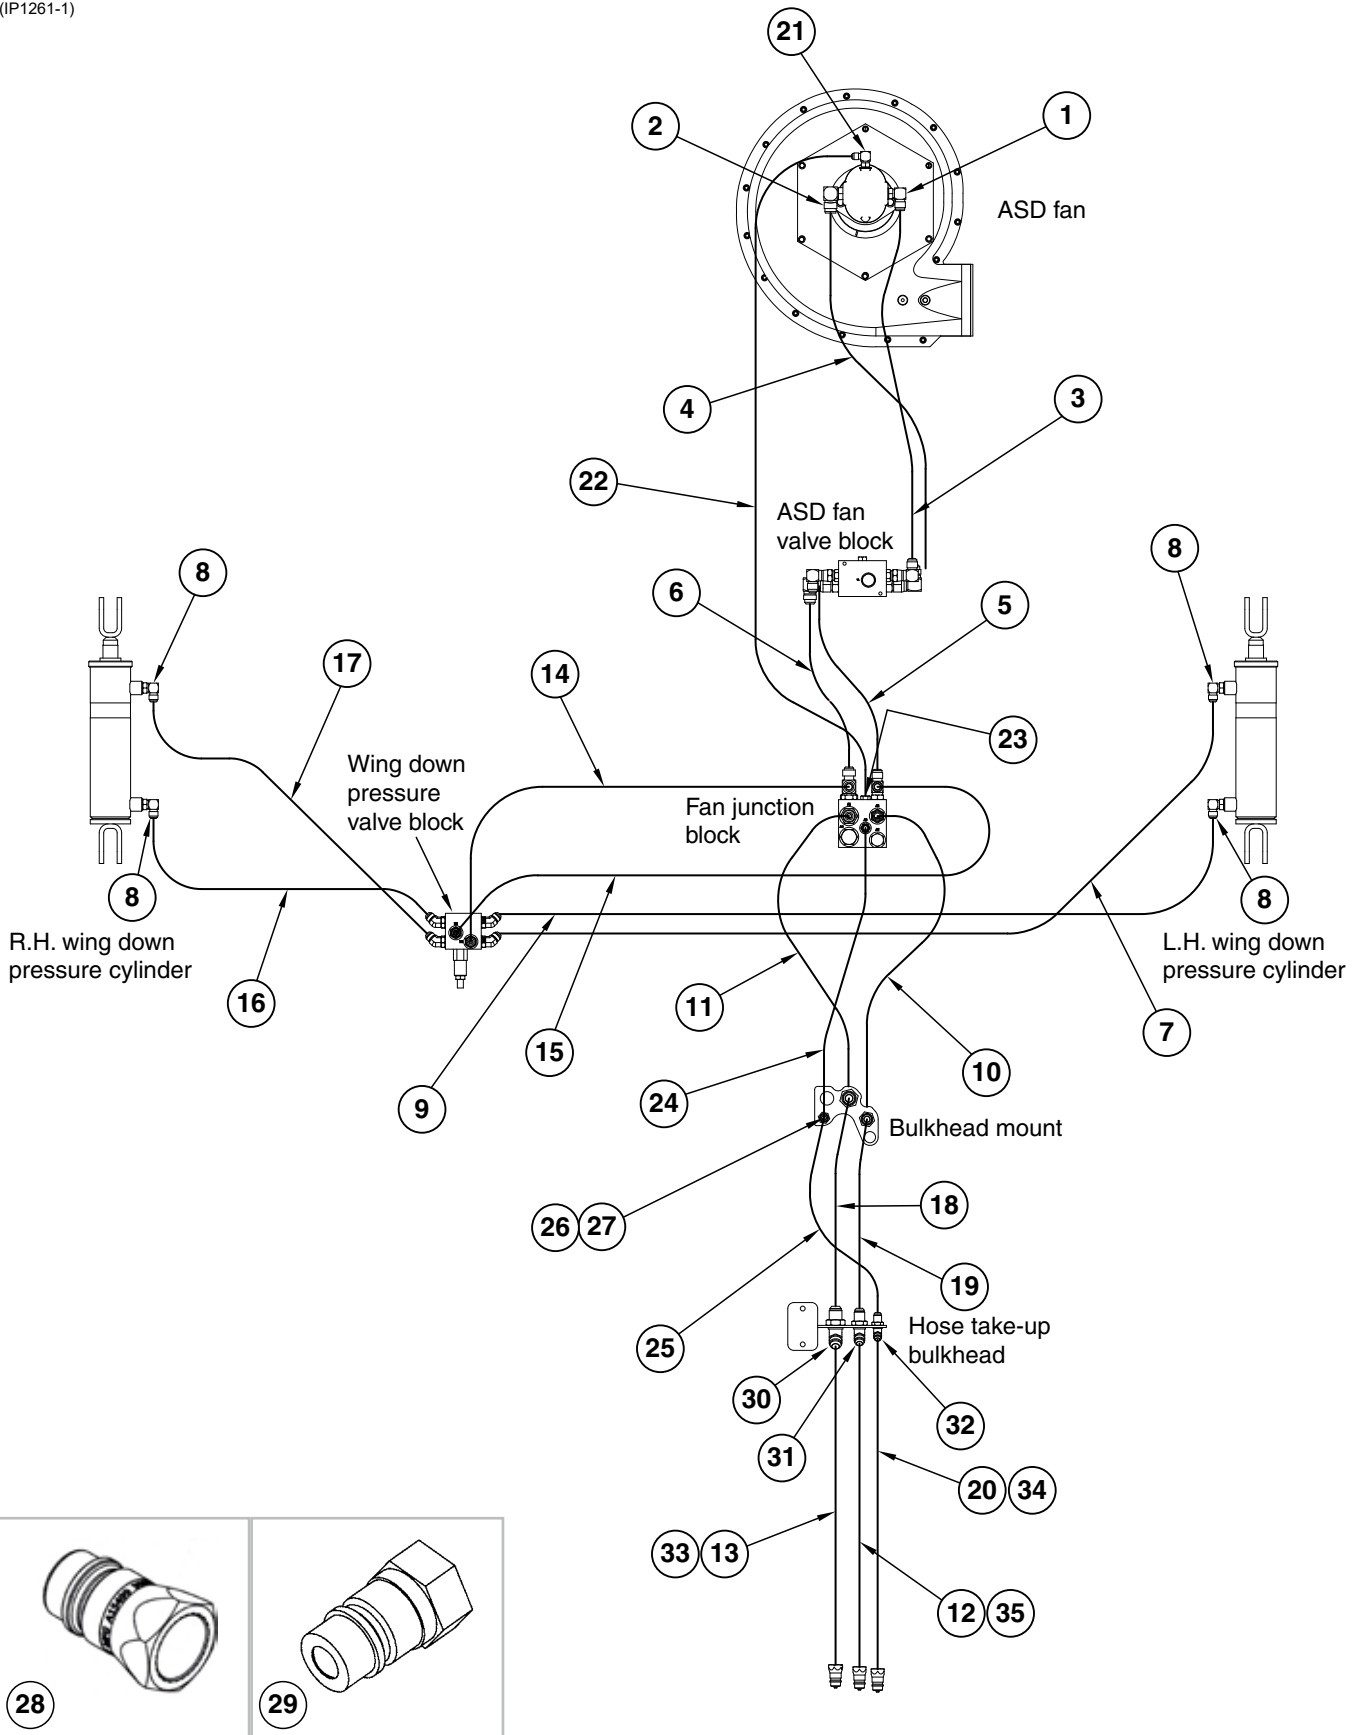 (IP1261-1)
21
2
1
ASD fan
4
3
22
ASD fan
valve block
8
8
6
5
17
14
23
Wing down
pressure
valve block
Fan junction
block
8
8
R.H. wing down
pressure cylinder
L.H. wing down
pressure cylinder
16
11
7
15
10
24
9
Bulkhead mount
18
26 27
19
25
Hose take-up
bulkhead
30
32
31
20 34
33 13
12 35
28
29